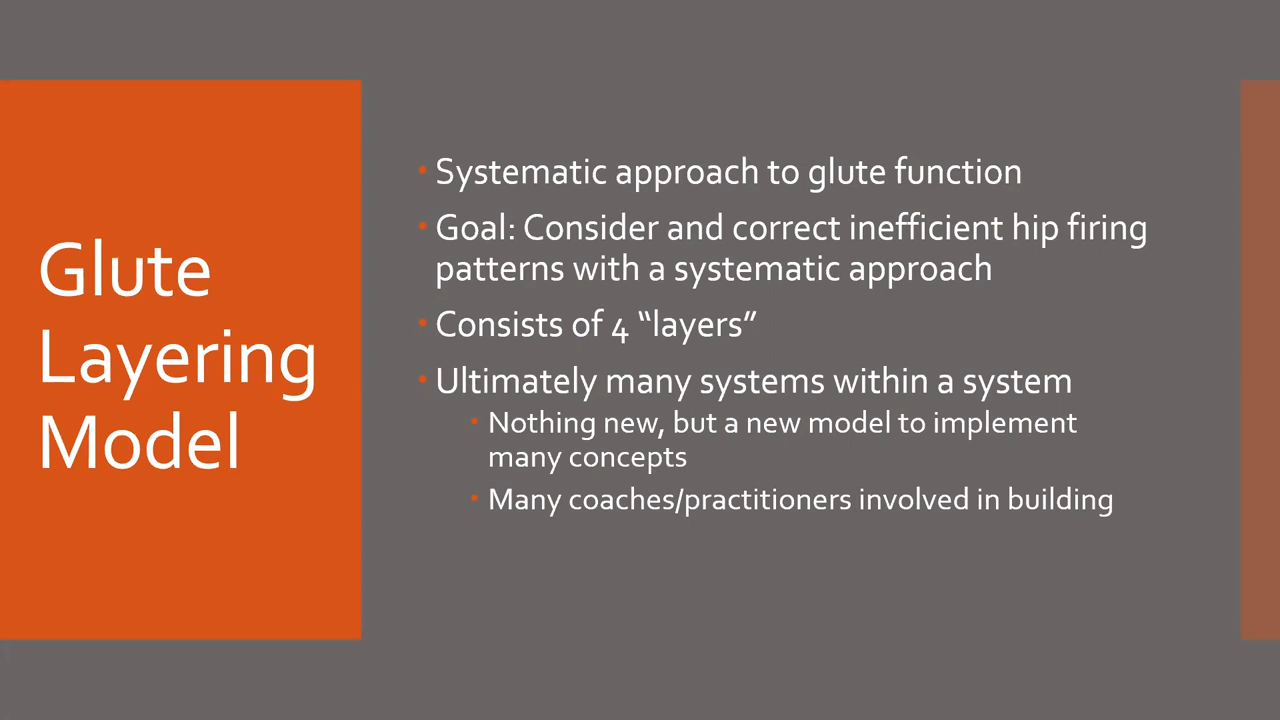 Glute
Layering
Model
• Systematic approach to glute function
• Goal: Consider and correct inefficient hip firing
patterns with a systematic approach
• Consists of 4 “layers”
• Ultimately many systems within a system
• Nothing new, but a new model to implement
many concepts
• Many coaches/practitioners involved in building